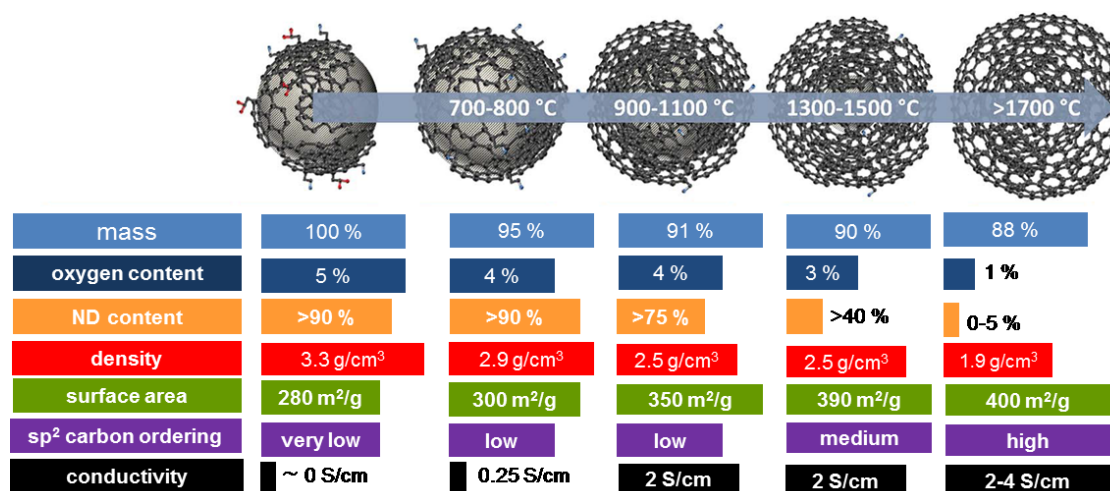 700-800 °C 900-1100 °C 1300-1500 °C >1700 °C
mass 100 % 95 % 91 % 90 % 88 %
oxygen content 5 % 4 % 4 % 3 % 1 %
ND content >90 % >90 % >75 % >40 % 0-5 %
density 3.3 g/cm³ 2.9 g/cm³ 2.5 g/cm³ 2.5 g/cm³ 1.9 g/cm³
surface area 280 m²/g 300 m²/g 350 m²/g 390 m²/g 400 m²/g
sp² carbon ordering very low low low medium high
conductivity ~ 0 S/cm 0.25 S/cm 2 S/cm 2 S/cm 2-4 S/cm